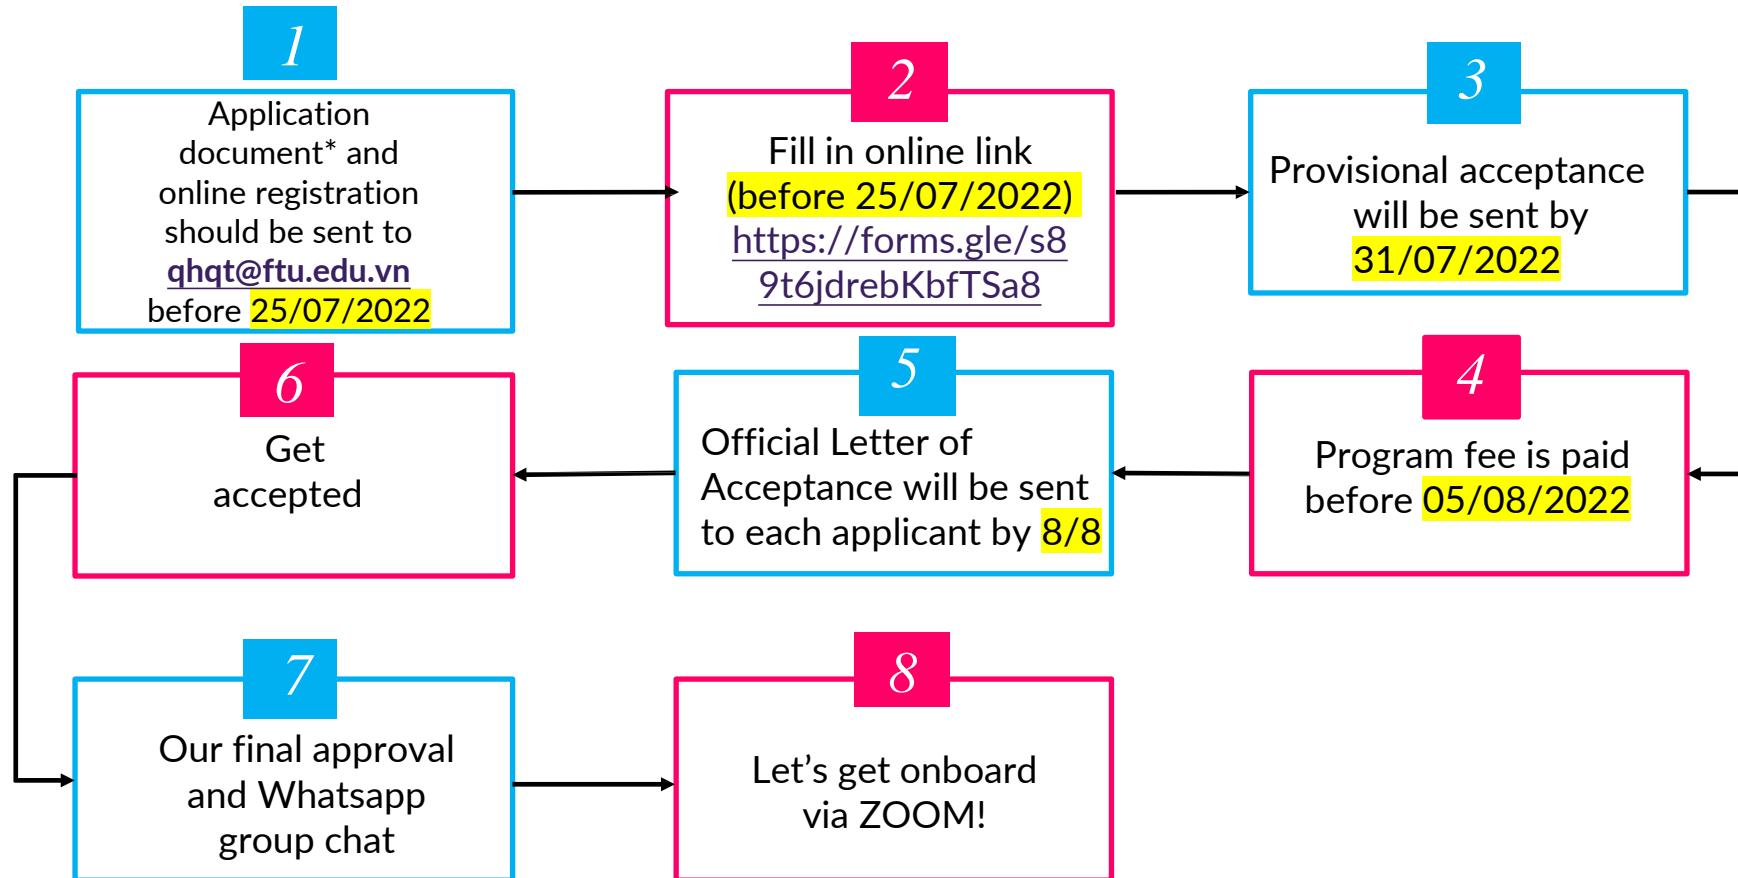 1
Application
document* and
online registration
should be sent to
qhqt@ftu.edu.vn
before 25/07/2022
2
Fill in online link
(before 25/07/2022)
https://forms.gle/s8
9t6jdrebKbfTSa8
3
Provisional acceptance
will be sent by
31/07/2022
4
Program fee is paid
before 05/08/2022
5
Official Letter of
Acceptance will be sent
to each applicant by 8/8
6
Get
accepted
7
Our final approval
and Whatsapp
group chat
8
Let’s get onboard
via ZOOM!